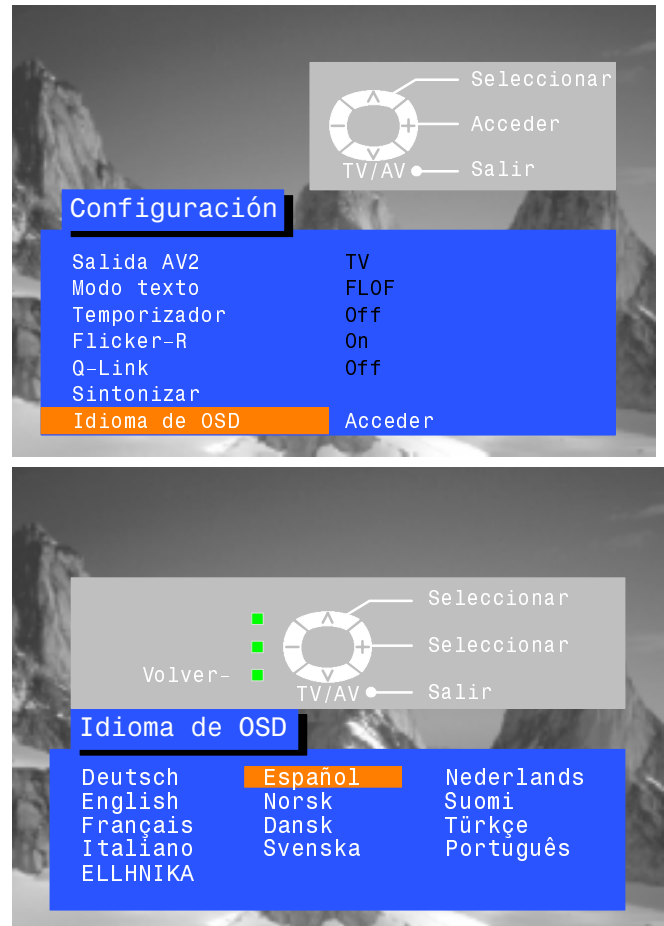 Seleccionar
Acceder
TV/AV Salir
Configuración
Salida AV2 TV
Modo texto FLOF
Temporizador Off
Flicker-R On
Q-Link Off
Sintonizar
Idioma de OSD Acceder
Seleccionar
Seleccionar
Volver-
TV/AV Salir
Idioma de OSD
Deutsch Español Nederlands
English Norsk Suomi
Français Dansk Türkçe
Italiano Svenska Português
ELLHNIKA